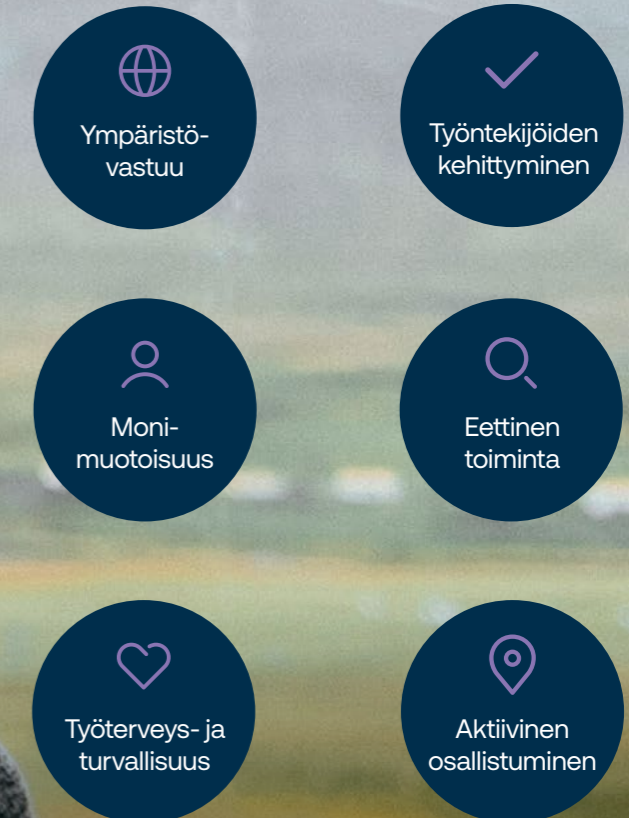 Ympäristö-
vastuu
Työntekijöiden
kehittyminen
Moni-
muotoisuus
Eettinen
toiminta
Työterveys- ja
turvallisuus
Aktiivinen
osallistuminen